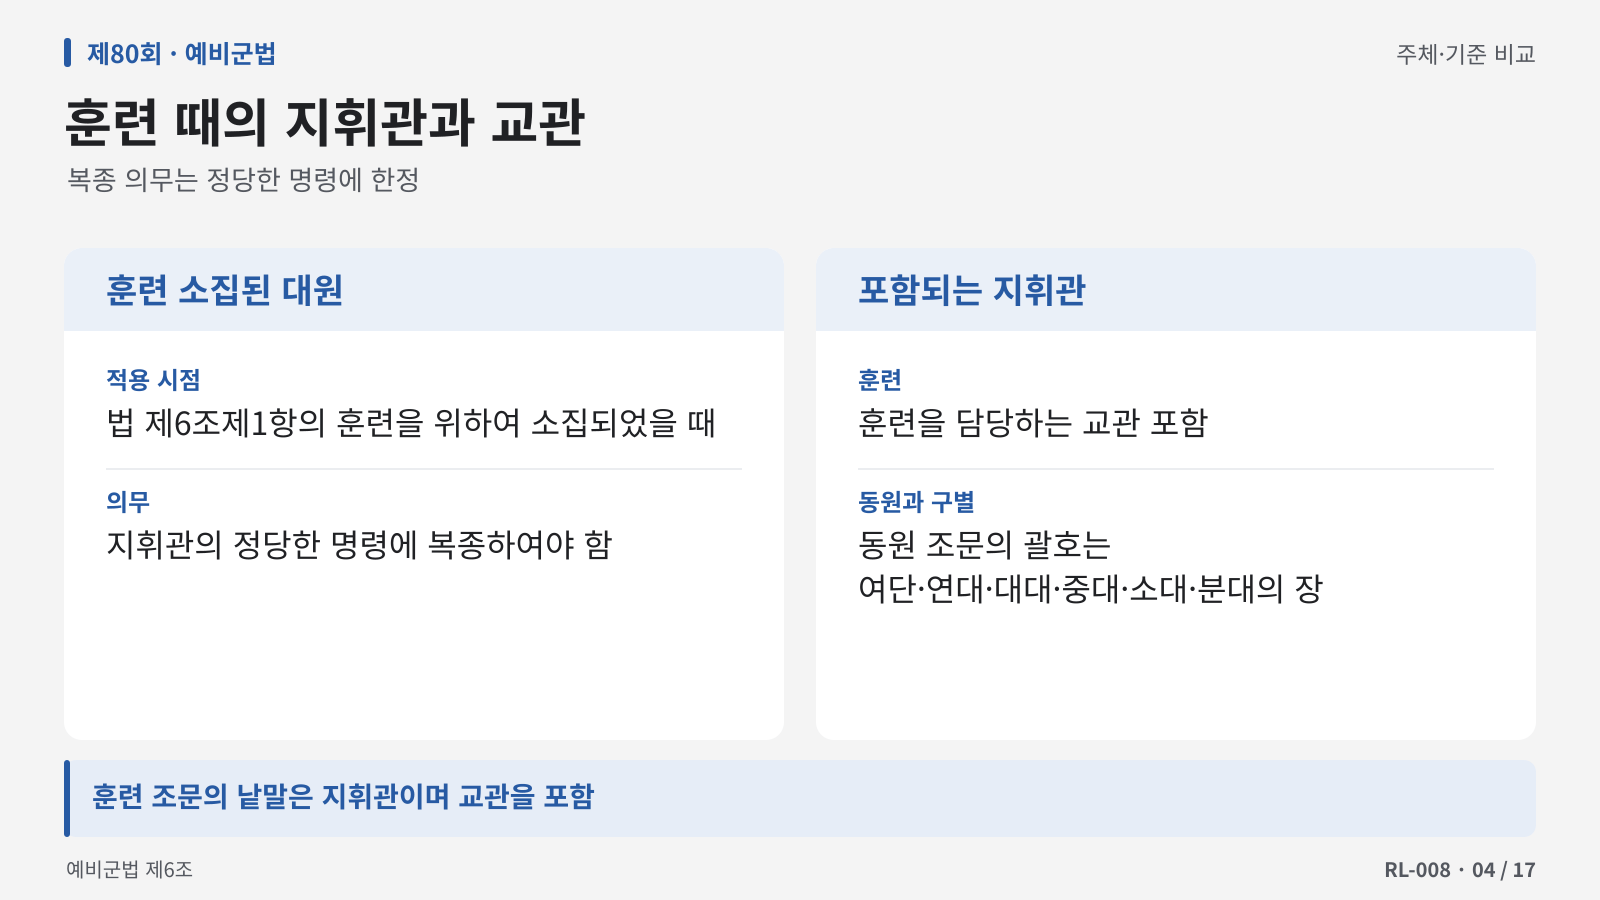 제80회 · 예비군법
주체·기준 비교
훈련 때의 지휘관과 교관
복종 의무는 정당한 명령에 한정
훈련 소집된 대원
적용 시점
법 제6조제1항의 훈련을 위하여 소집되었을 때
의무
지휘관의 정당한 명령에 복종하여야 함
포함되는 지휘관
훈련
훈련을 담당하는 교관 포함
동원과 구별
동원 조문의 괄호는
여단·연대·대대·중대·소대·분대의 장
훈련 조문의 낱말은 지휘관이며 교관을 포함
예비군법 제6조
RL-008 · 04 / 17